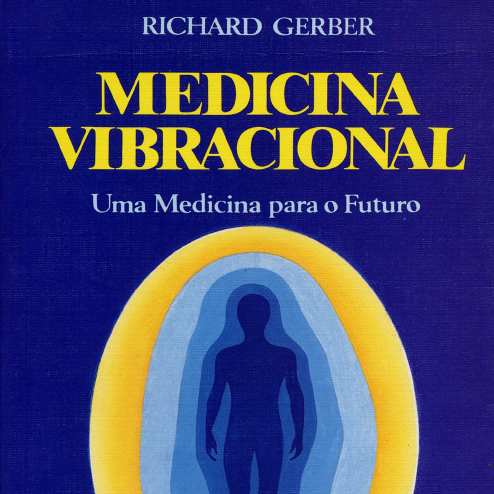 RICHARD GERBER
MEDICINA
VIBRACIONAL
Uma Medicina para o Futuro